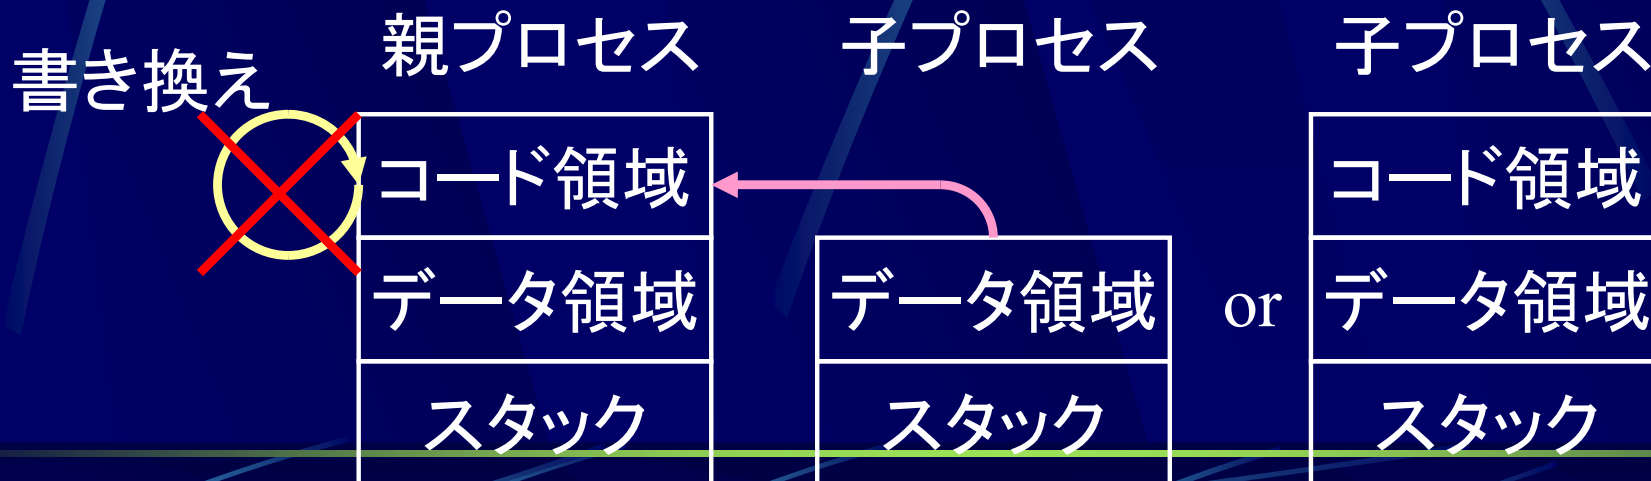 書き換え
親プロセス
子プロセス
子プロセス
コード領域
コード領域
データ領域
データ領域
or
データ領域
スタック
スタック
スタック